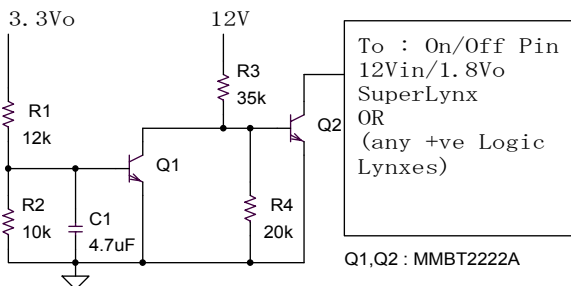 3.3Vo
12V
To : On/Off Pin
12Vin/1.8Vo
SuperLynx
OR
(any +ve Logic
Lynxes)
R3
35k
R1
12k
Q2
Q1
R2
10k
C1
4.7uF
R4
20k
Q1,Q2 : MMBT2222A